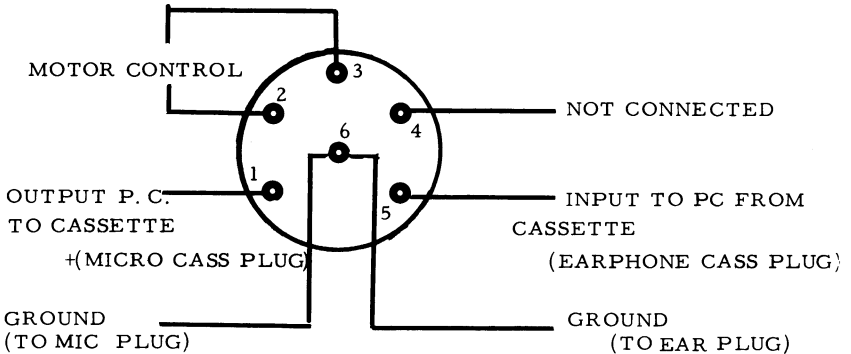 3
MOTOR CONTROL
2
4
NOT CONNECTED
6
1
5
OUTPUT P. C.
TO CASSETTE
+(MICRO CASS PLUG)
INPUT TO PC FROM
CASSETTE
(EARPHONE CASS PLUG)
GROUND
(TO MIC PLUG)
GROUND
(TO EAR PLUG)